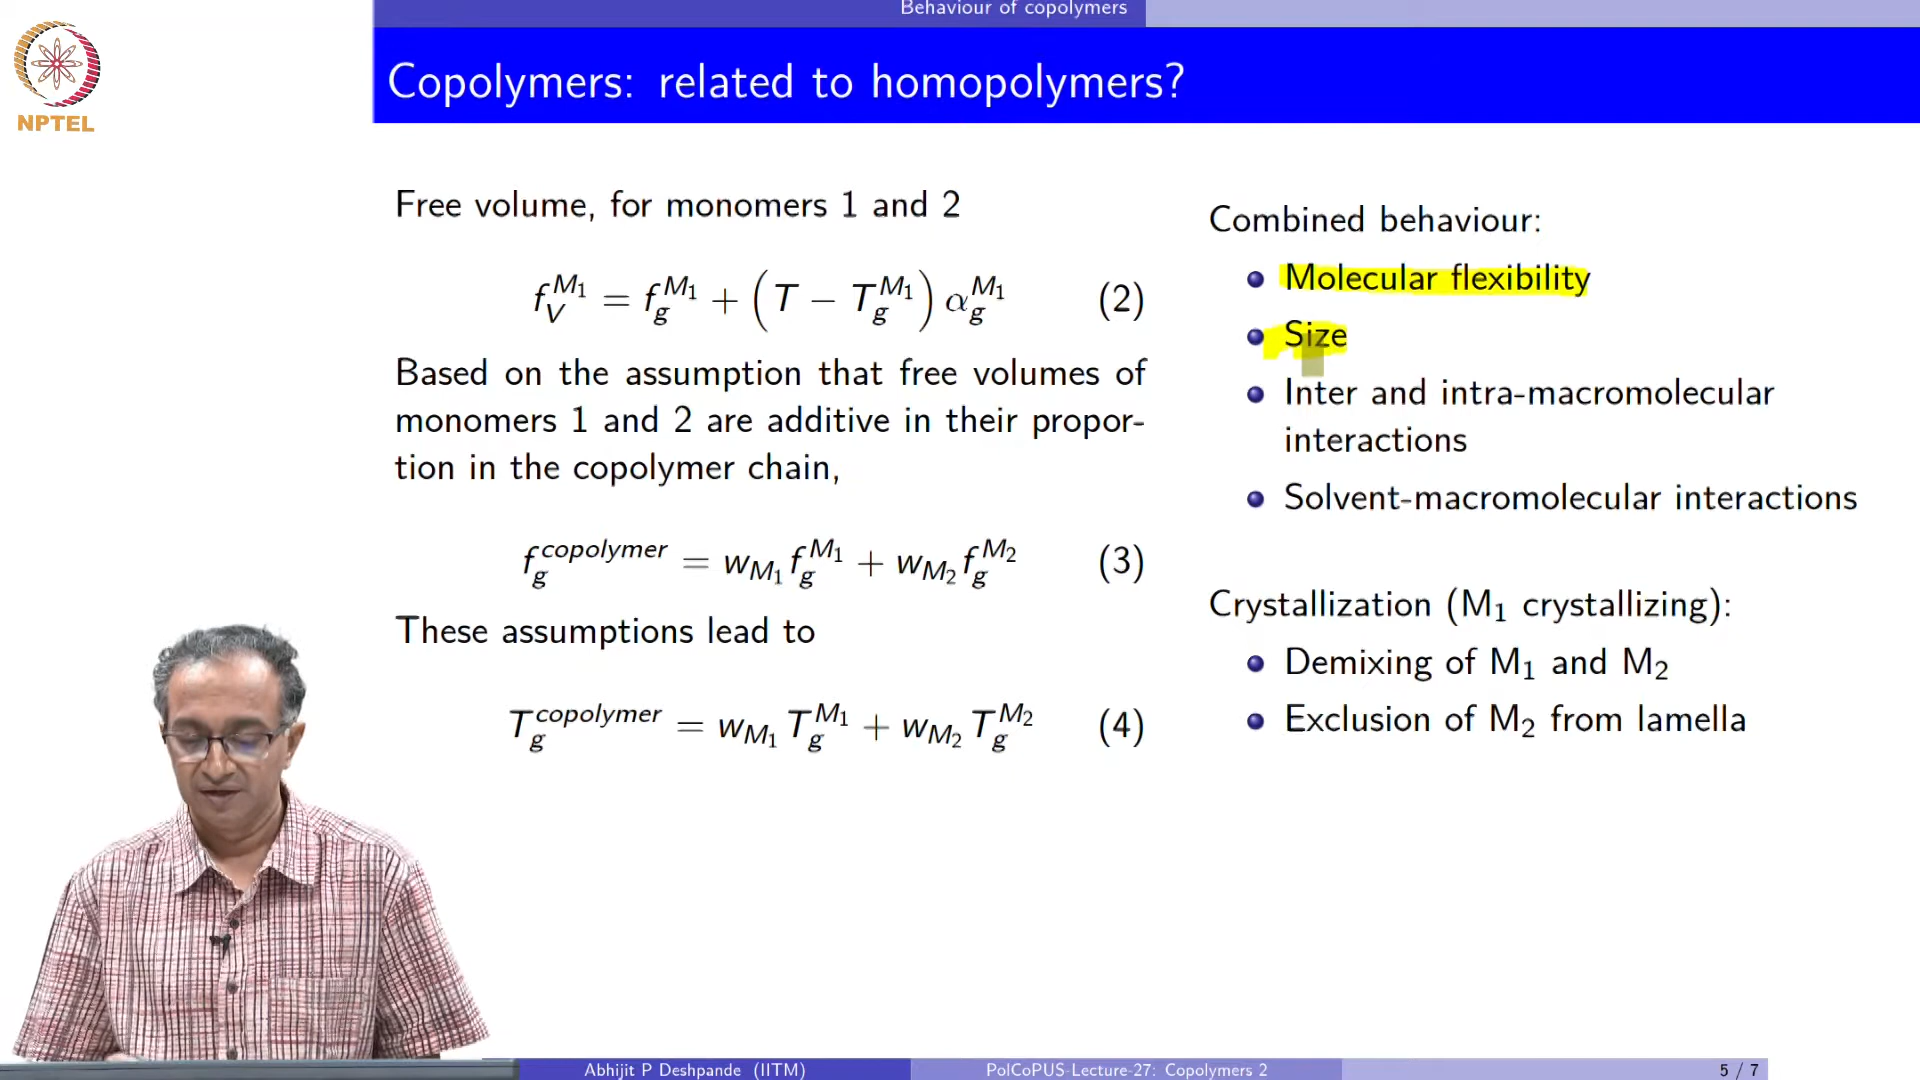 NPTEL
Behaviour of copolymers
Copolymers: related to homopolymers?
Free volume, for monomers 1 and 2
f_V^{M_1} = f_g^{M_1} + (T − T_g^{M_1}) α_g^{M_1} (2)
Based on the assumption that free volumes of
monomers 1 and 2 are additive in their propor-
tion in the copolymer chain,
f_g^{copolymer} = w_{M_1} f_g^{M_1} + w_{M_2} f_g^{M_2} (3)
These assumptions lead to
T_g^{copolymer} = w_{M_1} T_g^{M_1} + w_{M_2} T_g^{M_2} (4)
Combined behaviour:
Molecular flexibility
Size
Inter and intra-macromolecular
interactions
Solvent-macromolecular interactions
Crystallization (M₁ crystallizing):
Demixing of M₁ and M₂
Exclusion of M₂ from lamella
Abhijit P Deshpande (IITM)
PolCoPUS-Lecture-27: Copolymers 2
5 / 7